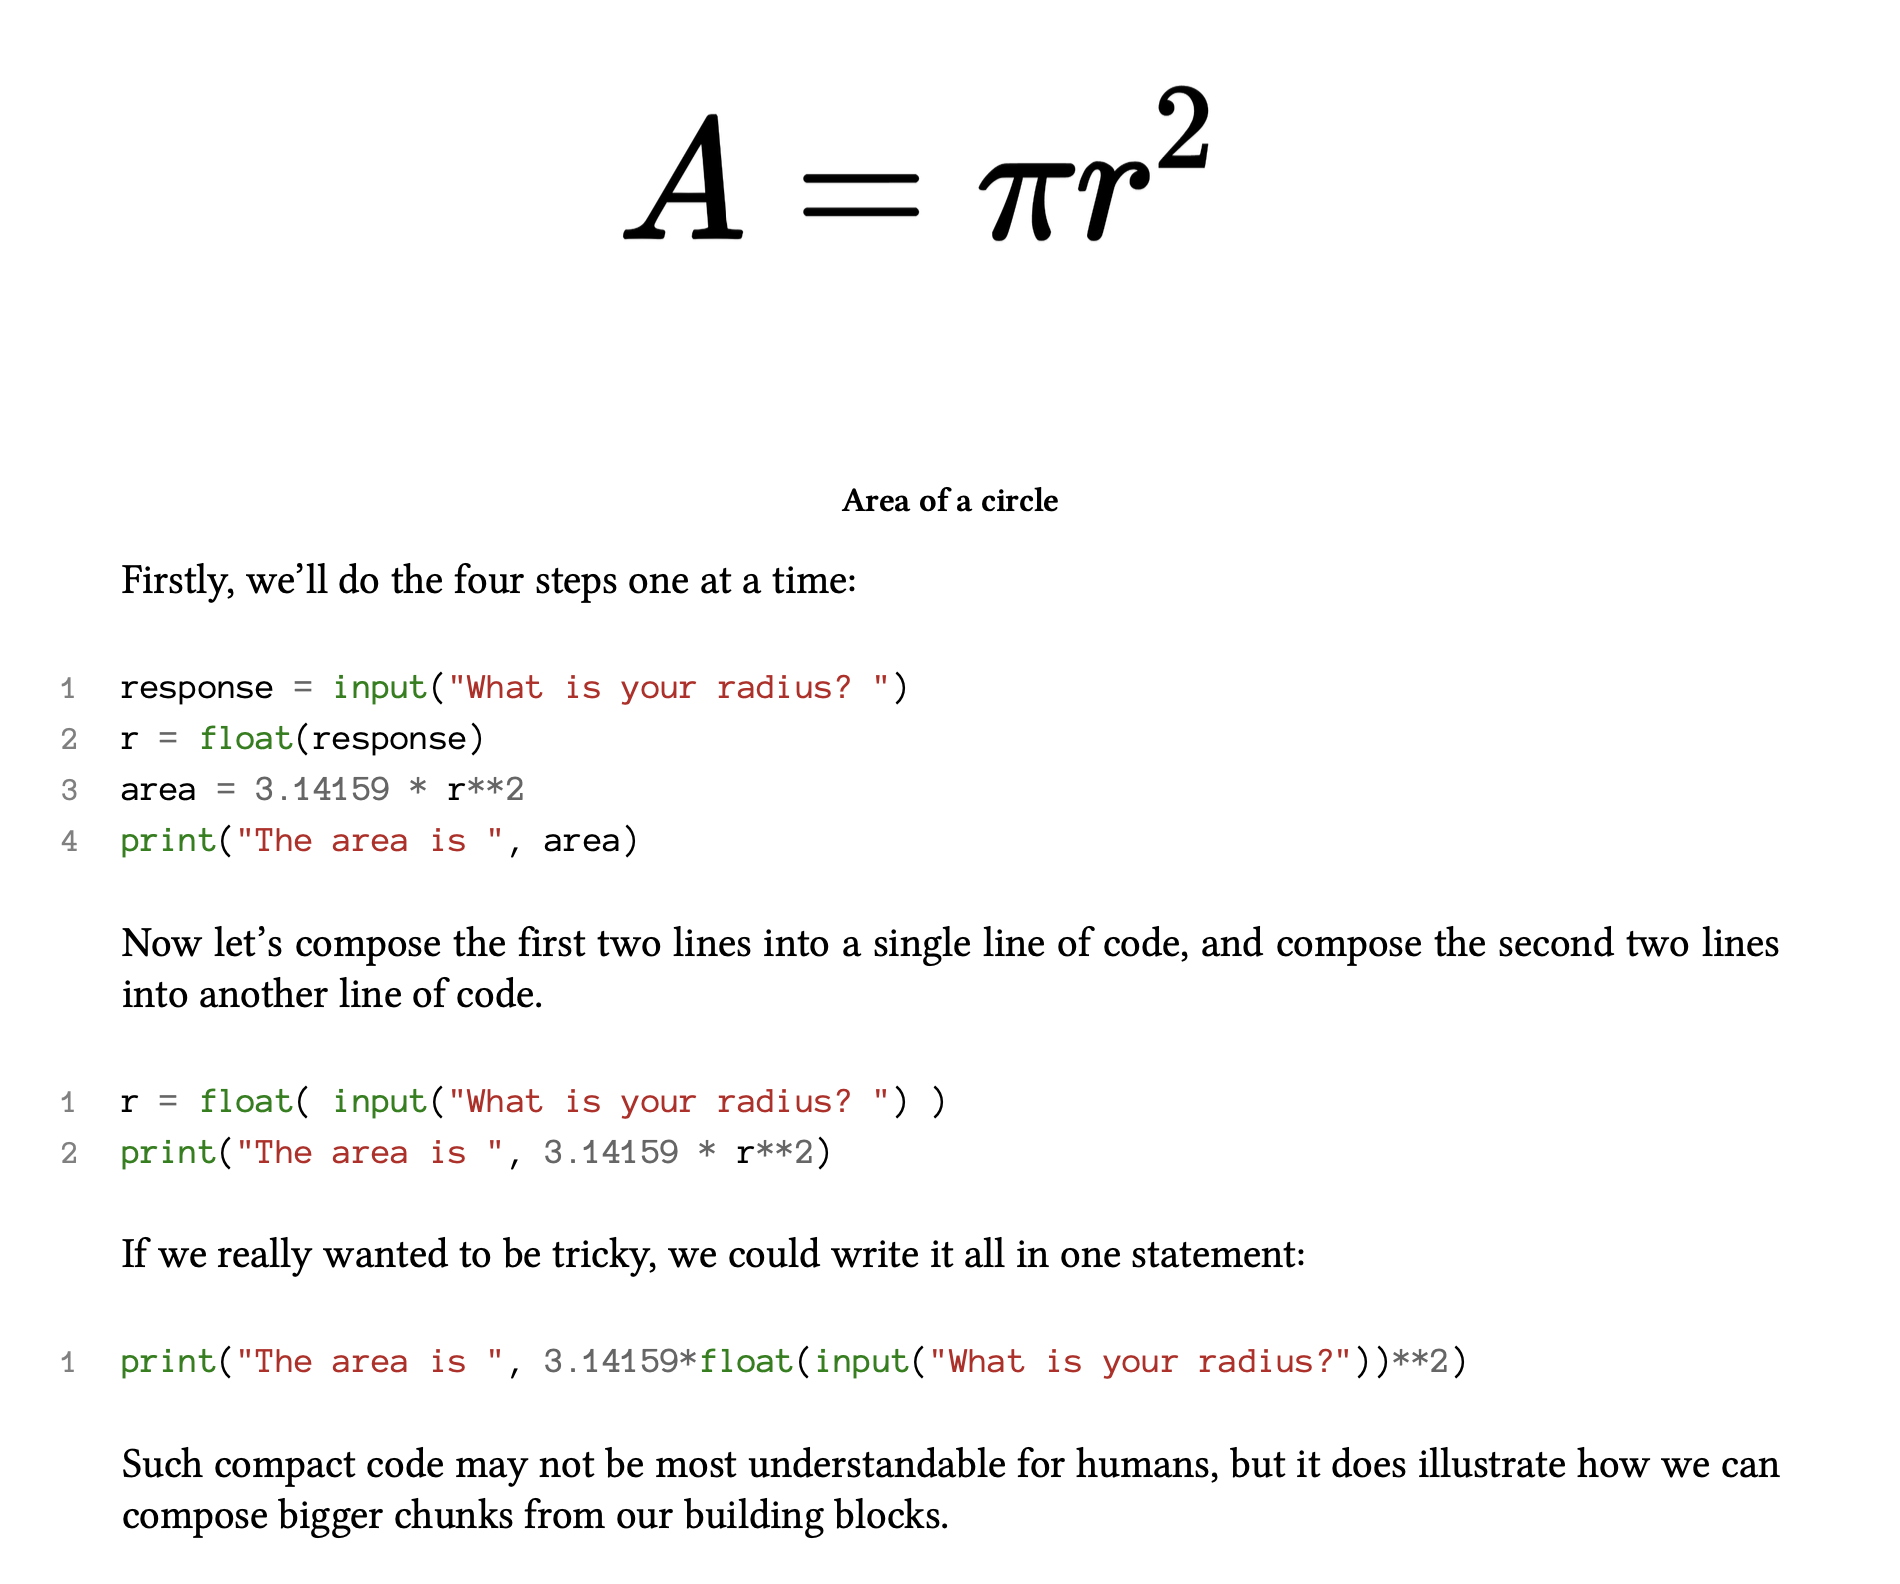 A = πr²
Area of a circle
Firstly, we’ll do the four steps one at a time:
1 response = input("What is your radius? ")
2 r = float(response)
3 area = 3.14159 * r**2
4 print("The area is ", area)
Now let’s compose the first two lines into a single line of code, and compose the second two lines
into another line of code.
1 r = float( input("What is your radius? ") )
2 print("The area is ", 3.14159 * r**2)
If we really wanted to be tricky, we could write it all in one statement:
1 print("The area is ", 3.14159*float(input("What is your radius?"))**2)
Such compact code may not be most understandable for humans, but it does illustrate how we can
compose bigger chunks from our building blocks.